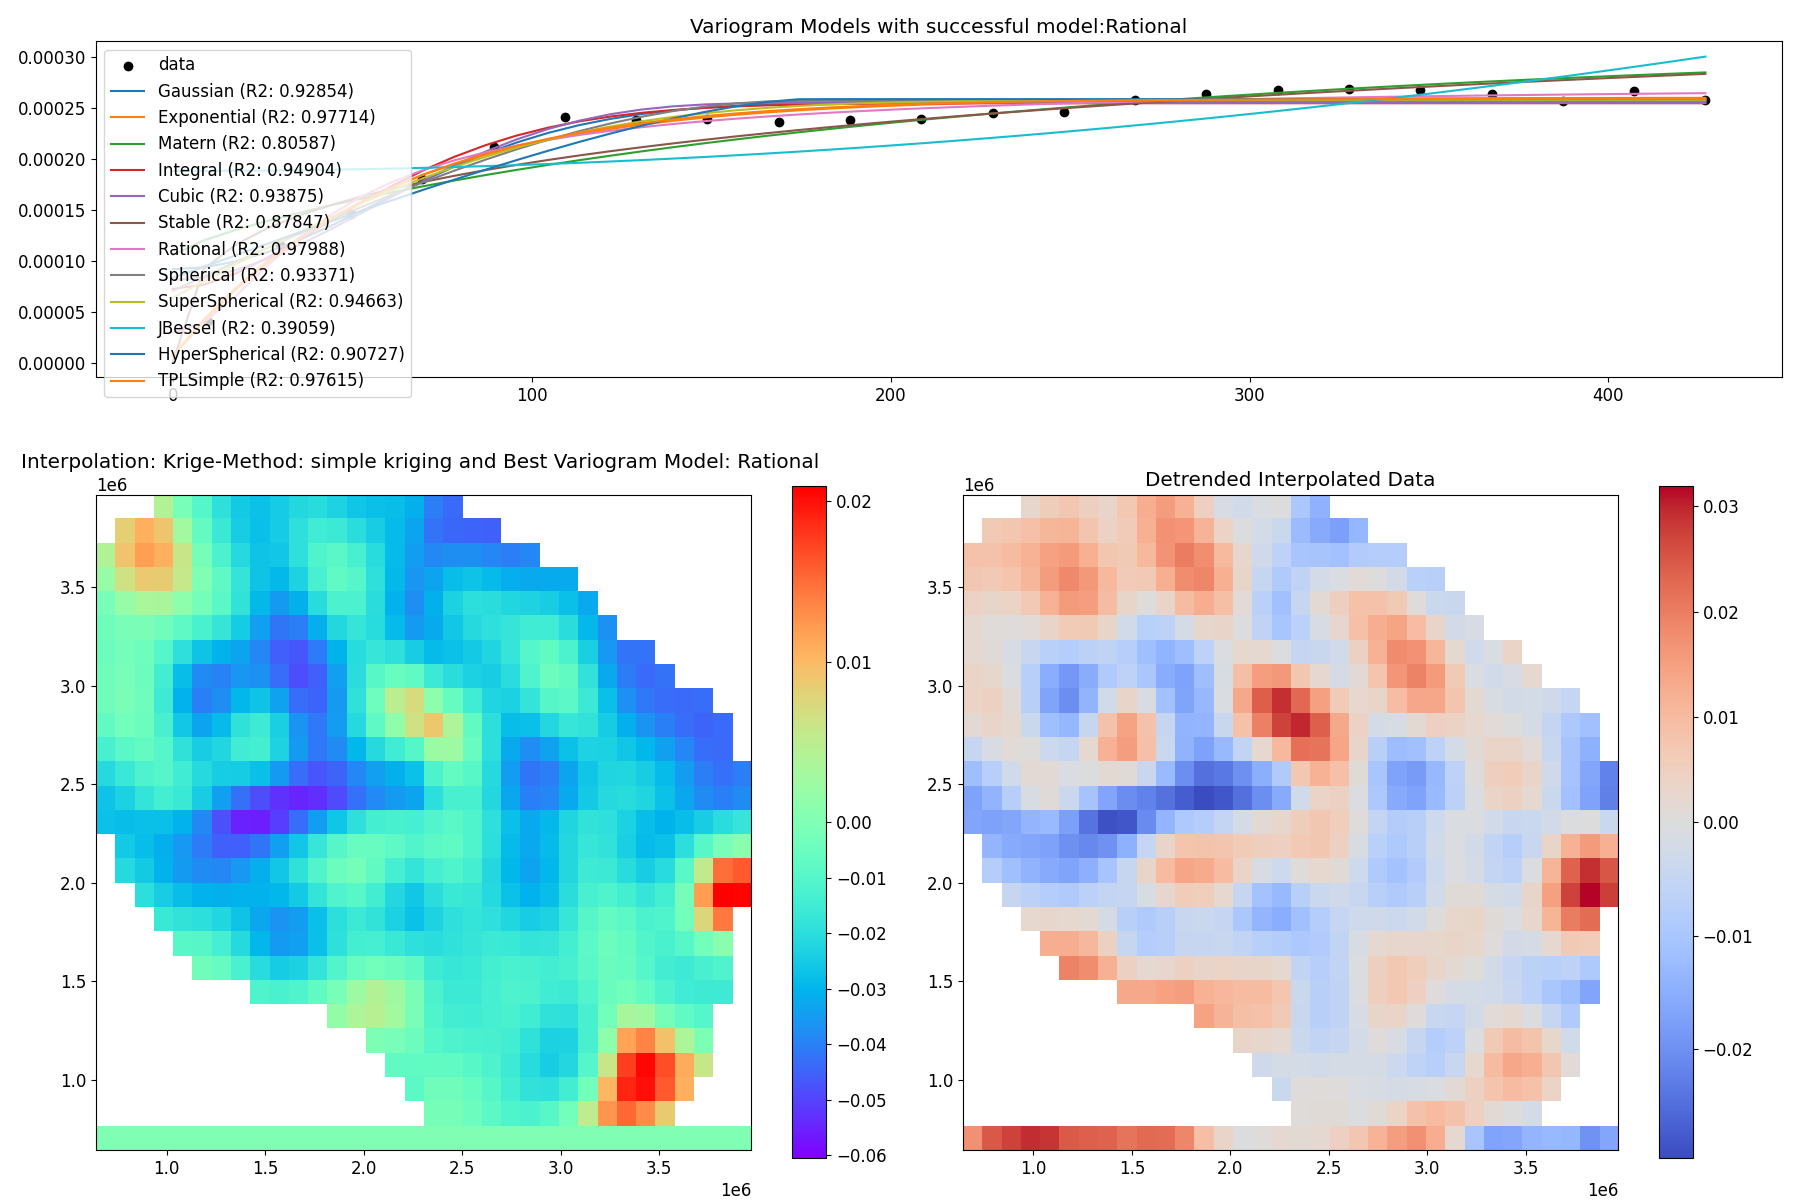 Variogram Models with successful model:Rational
0.00030
0.00025
0.00020
0.00015
0.00010
0.00005
0.00000
data
Gaussian (R2: 0.92854)
Exponential (R2: 0.97714)
Matern (R2: 0.80587)
Integral (R2: 0.94904)
Cubic (R2: 0.93875)
Stable (R2: 0.87847)
Rational (R2: 0.97988)
Spherical (R2: 0.93371)
SuperSpherical (R2: 0.94663)
JBessel (R2: 0.39059)
HyperSpherical (R2: 0.90727)
TPLSimple (R2: 0.97615)
0 100 200 300 400
Interpolation: Krige-Method: simple kriging and Best Variogram Model: Rational
1e6
3.5
3.0
2.5
2.0
1.5
1.0
1.0 1.5 2.0 2.5 3.0 3.5
1e6
0.02
0.01
0.00
−0.01
−0.02
−0.03
−0.04
−0.05
−0.06
Detrended Interpolated Data
1e6
3.5
3.0
2.5
2.0
1.5
1.0
1.0 1.5 2.0 2.5 3.0 3.5
1e6
0.03
0.02
0.01
0.00
−0.01
−0.02